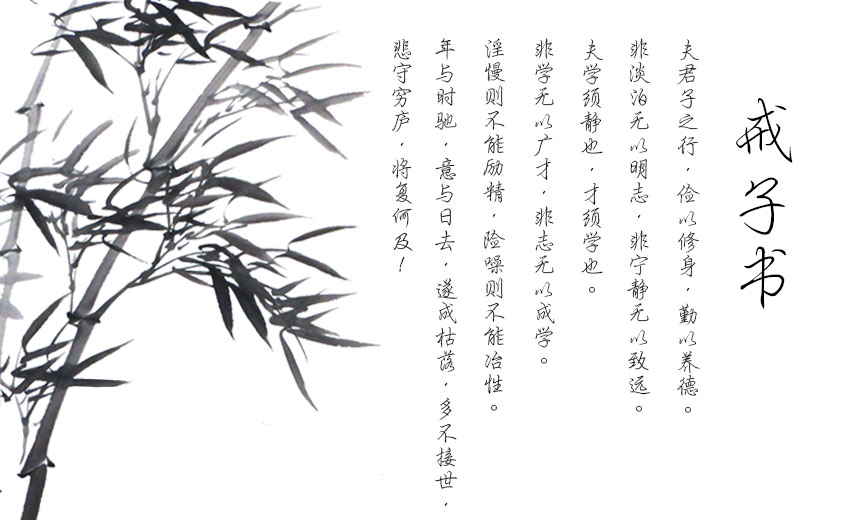 戒子书
夫君子之行，俭以修身，勤以养德。
非淡泊无以明志，非宁静无以致远。
夫学须静也，才须学也。
非学无以广才，非志无以成学。
淫慢则不能励精，险噪则不能冶性。
年与时驰，意与日去，遂成枯落，多不接世，
悲守穷庐，将复何及！